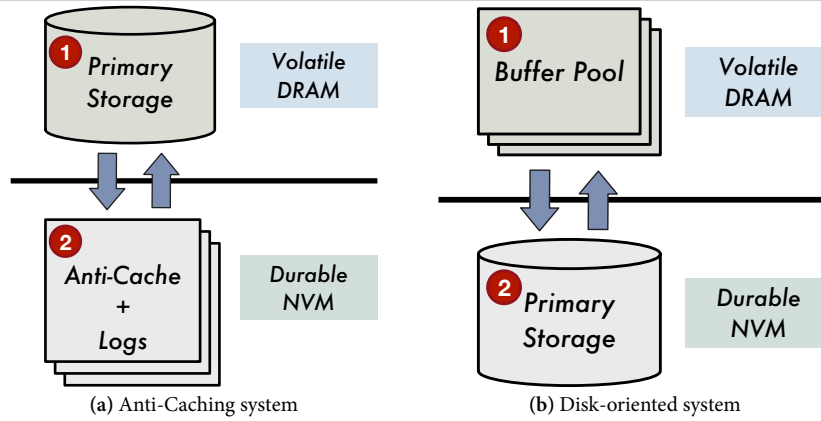 1
Primary
Storage
Volatile
DRAM
2
Anti-Cache
+
Logs
Durable
NVM
(a) Anti-Caching system
1
Buffer Pool
Volatile
DRAM
2
Primary
Storage
Durable
NVM
(b) Disk-oriented system